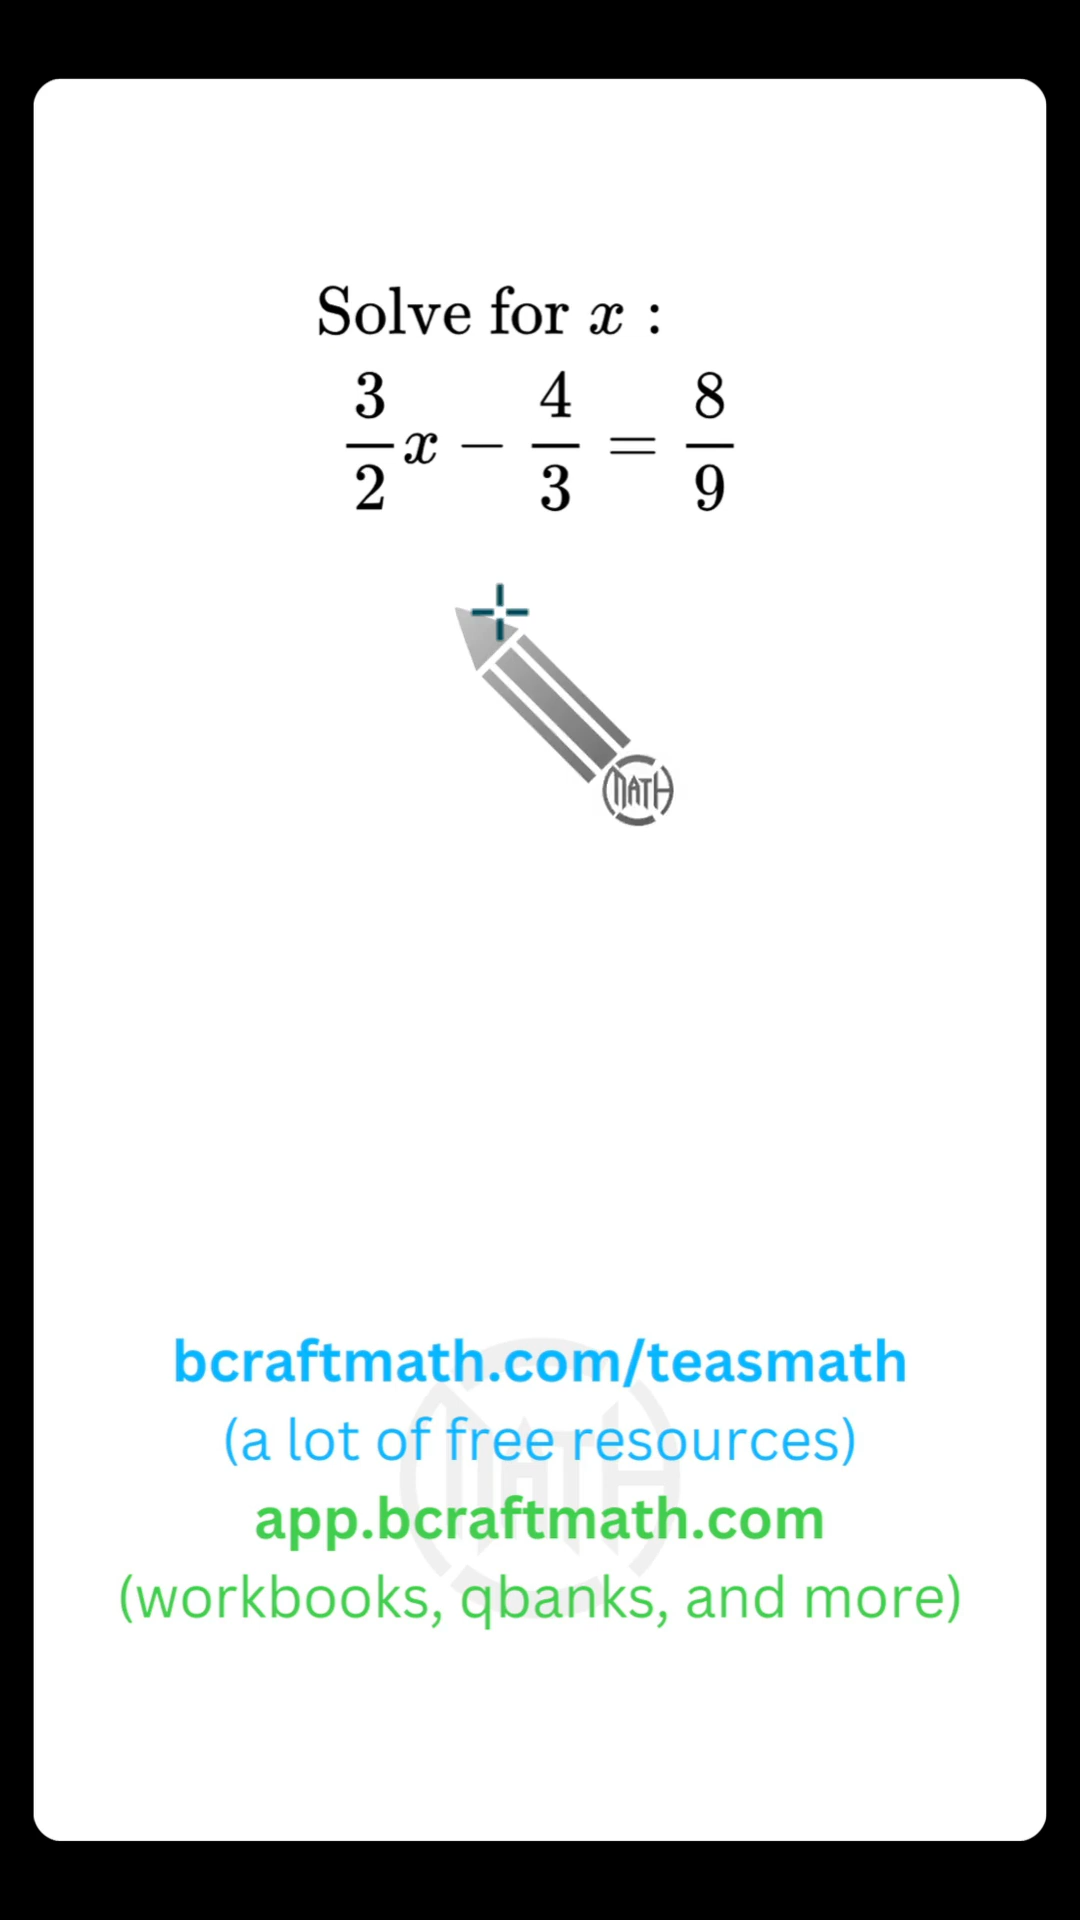 Solve for x :
3/2 x − 4/3 = 8/9
MATH
bcraftmath.com/teasmath
(a lot of free resources)
app.bcraftmath.com
(workbooks, qbanks, and more)
MATH